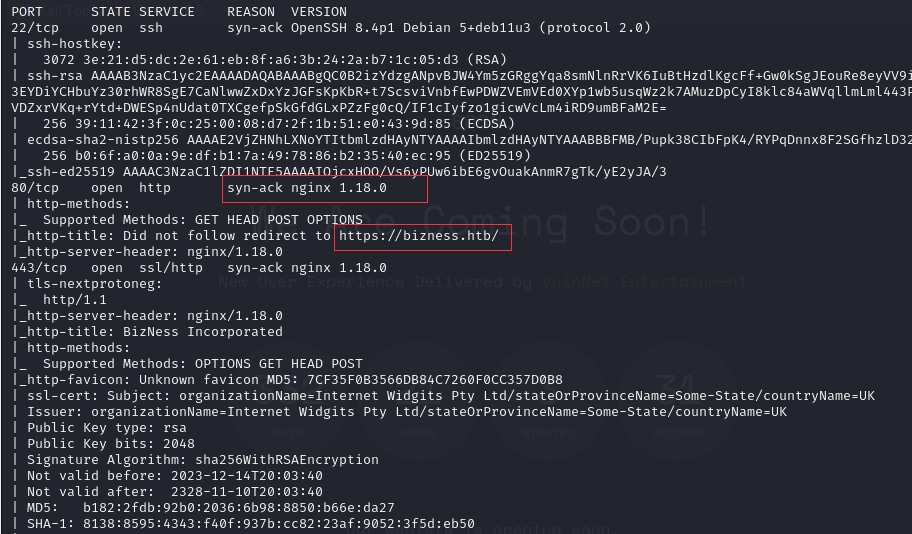 PORT STATE SERVICE REASON VERSION
22/tcp open ssh syn-ack OpenSSH 8.4p1 Debian 5+deb11u3 (protocol 2.0)
| ssh-hostkey:
| 3072 3e:21:d5:dc:2e:61:eb:8f:a6:3b:24:2a:b7:1c:05:d3 (RSA)
| ssh-rsa AAAAB3NzaC1yc2EAAAADAQABAAABgQC0B2izYdzgANpvBJW4Ym5zGRggYqa8smNlnRrVK6IuBtHzdlKgcFf+Gw0kSgJEouRe8eyVV9i
3EYDiYCHbuYz30rhWR8SgE7CaNlwwZxDxYzJGFsKpKbR+t7ScsviVnbfEwPDWZVEmVEd0XYp1wb5usqWz2k7AMuzDpCyI8klc84aWVqllmLml443P
VDZxrVKq+rYtd+DWESp4nUdat0TXCgefpSkGfdGLxPZzFg0cQ/IF1cIyfzo1gicwVcLm4iRD9umBFaM2E=
| 256 39:11:42:3f:0c:25:00:08:d7:2f:1b:51:e0:43:9d:85 (ECDSA)
| ecdsa-sha2-nistp256 AAAAE2VjZHNhLXNoYTItbmlzdHAyNTYAAAAIbmlzdHAyNTYAAABBBFMB/Pupk38CIbFpK4/RYPqDnnx8F2SGfhzlD32
| 256 b0:6f:a0:0a:9e:df:b1:7a:49:78:86:b2:35:40:ec:95 (ED25519)
|_ssh-ed25519 AAAAC3NzaC1lZDI1NTE5AAAAIOjcxHOO/Vs6yPUw6ibE6gvOuakAnmR7gTk/yE2yJA/3
80/tcp open http syn-ack nginx 1.18.0
| http-methods:
|_ Supported Methods: GET HEAD POST OPTIONS
We Are Coming Soon!
|_http-title: Did not follow redirect to https://bizness.htb/
|_http-server-header: nginx/1.18.0
443/tcp open ssl/http syn-ack nginx 1.18.0
| tls-nextprotoneg:
New User Experience Delivered by VulnNet Entertainment
|_ http/1.1
|_http-server-header: nginx/1.18.0
|_http-title: BizNess Incorporated
| http-methods:
|_ Supported Methods: OPTIONS GET HEAD POST
|_http-favicon: Unknown favicon MD5: 7CF35F0B3566DB84C7260F0CC357D0B8
| ssl-cert: Subject: organizationName=Internet Widgits Pty Ltd/stateOrProvinceName=Some-State/countryName=UK
| Issuer: organizationName=Internet Widgits Pty Ltd/stateOrProvinceName=Some-State/countryName=UK
| Public Key type: rsa
| Public Key bits: 2048
| Signature Algorithm: sha256WithRSAEncryption
| Not valid before: 2023-12-14T20:03:40
| Not valid after: 2328-11-10T20:03:40
| MD5: b182:2fdb:92b0:2036:6b98:8850:b66e:da27
| SHA-1: 8138:8595:4343:f40f:937b:cc82:23af:9052:3f5d:eb50